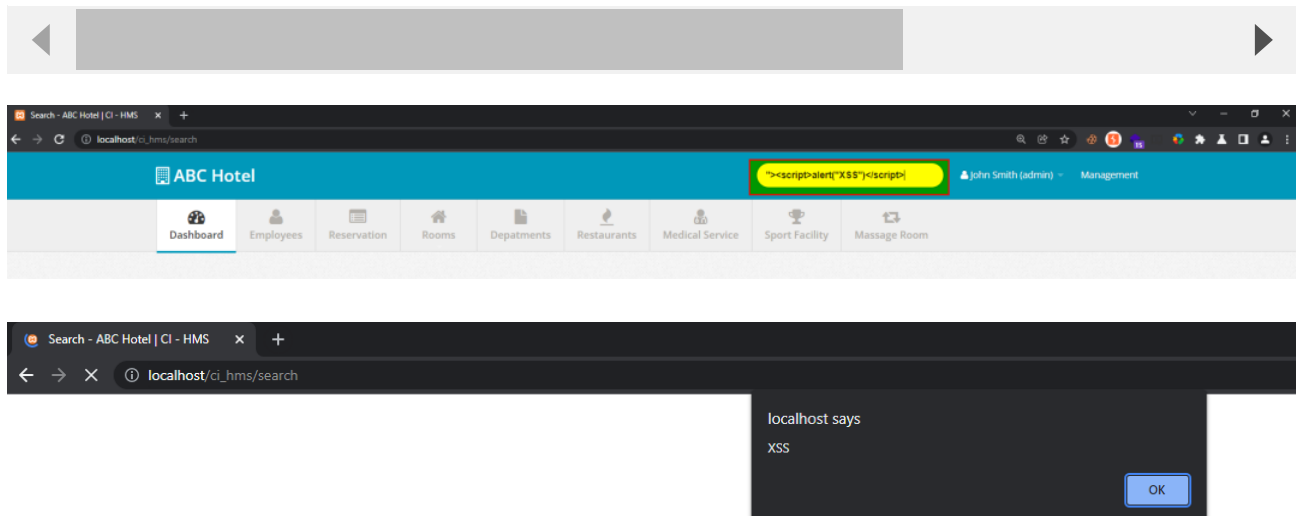 Search - ABC Hotel | CI - HMS
localhost/ci_hms/search
15
ABC Hotel
"><script>alert("XSS")</script>
John Smith (admin)
Management
Dashboard
Employees
Reservation
Rooms
Depatments
Restaurants
Medical Service
Sport Facility
Massage Room
Search - ABC Hotel | CI - HMS
localhost/ci_hms/search
localhost says
XSS
OK